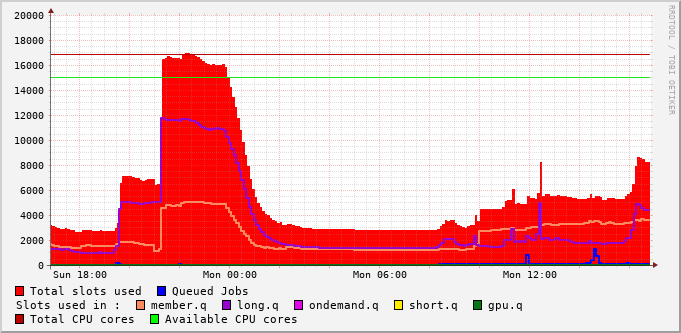 RRDTOOL / TOBI OETIKER
20000
18000
16000
14000
12000
10000
8000
6000
4000
2000
0
Sun 18:00 Mon 00:00 Mon 06:00 Mon 12:00
Total slots used Queued Jobs
Slots used in : member.q long.q ondemand.q short.q gpu.q
Total CPU cores Available CPU cores